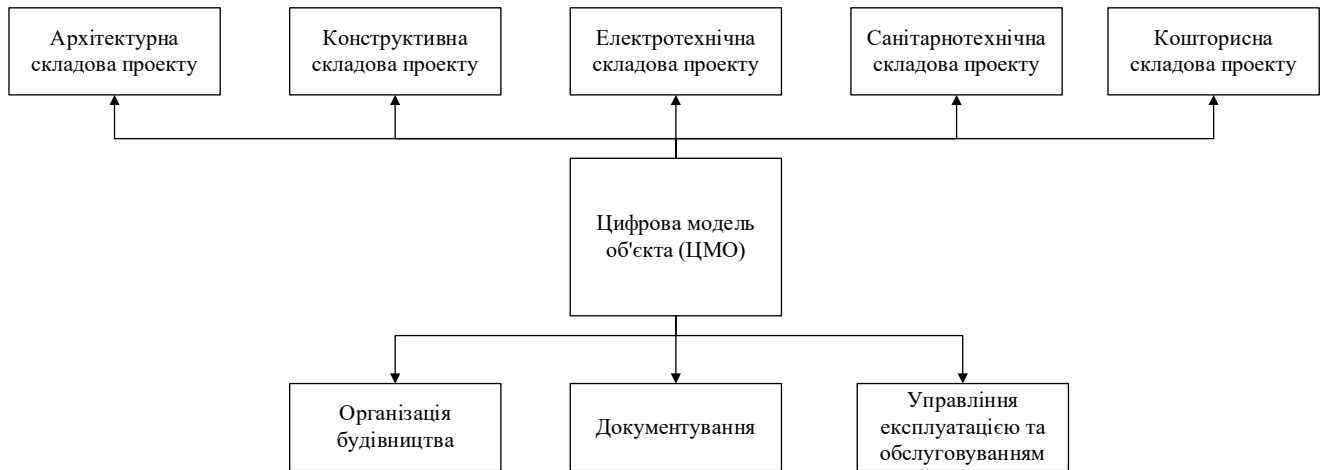 Архітектурна
складова проекту
Конструктивна
складова проекту
Електротехнічна
складова проекту
Санітарнотехнічна
складова проекту
Кошторисна
складова проекту
Цифрова модель
об'єкта (ЦМО)
Організація
будівництва
Документування
Управління
експлуатацією та
обслуговуванням